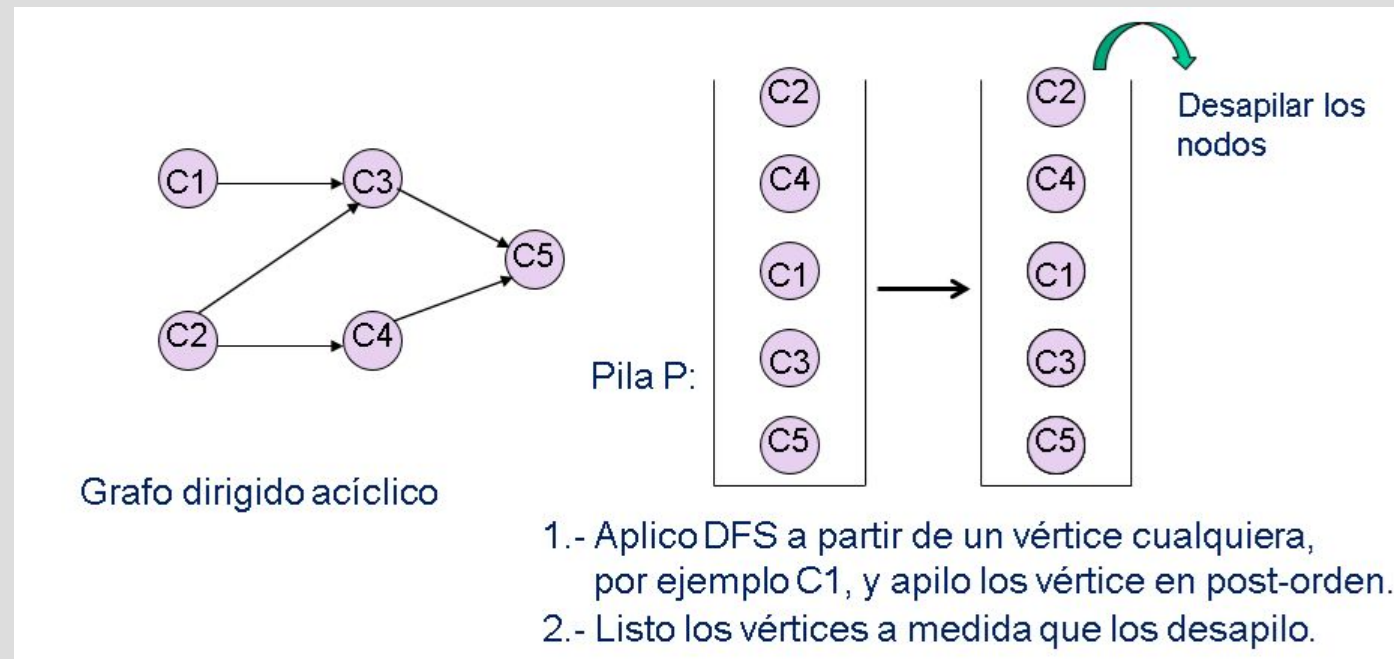 C1
C3
C5
C2
C4
Grafo dirigido acíclico
Pila P:
C2
C4
C1
C3
C5
C2
C4
C1
C3
C5
Desapilar los
nodos
1.- Aplico DFS a partir de un vértice cualquiera,
por ejemplo C1, y apilo los vértice en post-orden.
2.- Listo los vértices a medida que los desapilo.